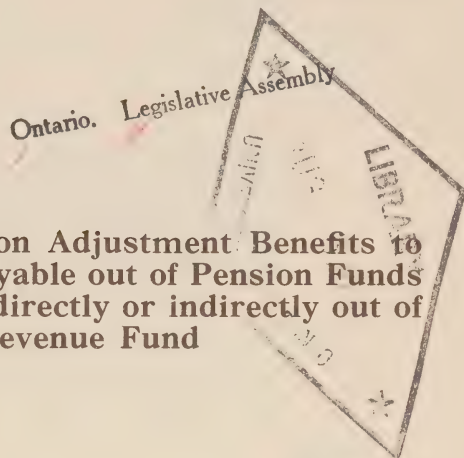 Ontario. Legislative Assembly
LIBRARY
on Adjustment Benefits to
yable out of Pension Funds
directly or indirectly out of
evenue Fund